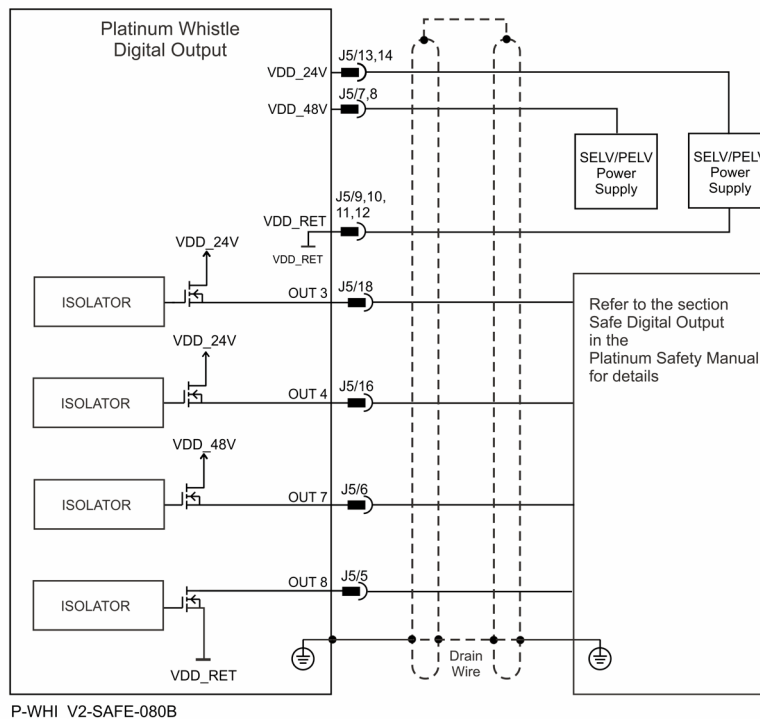 Platinum Whistle
Digital Output
VDD_24V
J5/13,14
VDD_48V
J5/7,8
SELV/PELV
Power
Supply
SELV/PELV
Power
Supply
J5/9,10,
11,12
VDD_RET
VDD_RET
VDD_24V
ISOLATOR
OUT 3
J5/18
Refer to the section
Safe Digital Output
in the
Platinum Safety Manual
for details
VDD_24V
ISOLATOR
OUT 4
J5/16
VDD_48V
ISOLATOR
OUT 7
J5/6
ISOLATOR
OUT 8
J5/5
VDD_RET
Drain
Wire
P-WHI V2-SAFE-080B